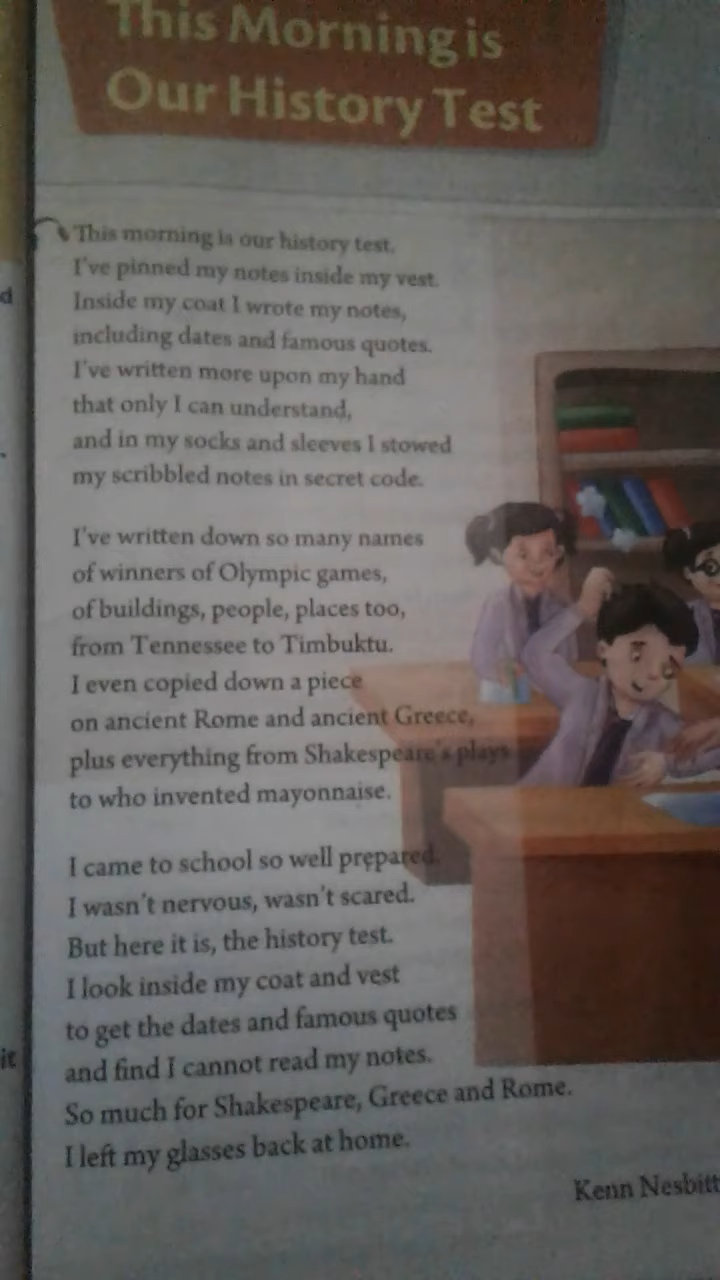 This Morning is
Our History Test
This morning is our history test.
I've pinned my notes inside my vest.
Inside my coat I wrote my notes,
including dates and famous quotes.
I've written more upon my hand
that only I can understand,
and in my socks and sleeves I stowed
my scribbled notes in secret code.
I've written down so many names
of winners of Olympic games,
of buildings, people, places too,
from Tennessee to Timbuktu.
I even copied down a piece
on ancient Rome and ancient Greece,
plus everything from Shakespeare's plays
to who invented mayonnaise.
I came to school so well prepared.
I wasn't nervous, wasn't scared.
But here it is, the history test.
I look inside my coat and vest
to get the dates and famous quotes
and find I cannot read my notes.
So much for Shakespeare, Greece and Rome.
I left my glasses back at home.
Kenn Nesbitt
d
it